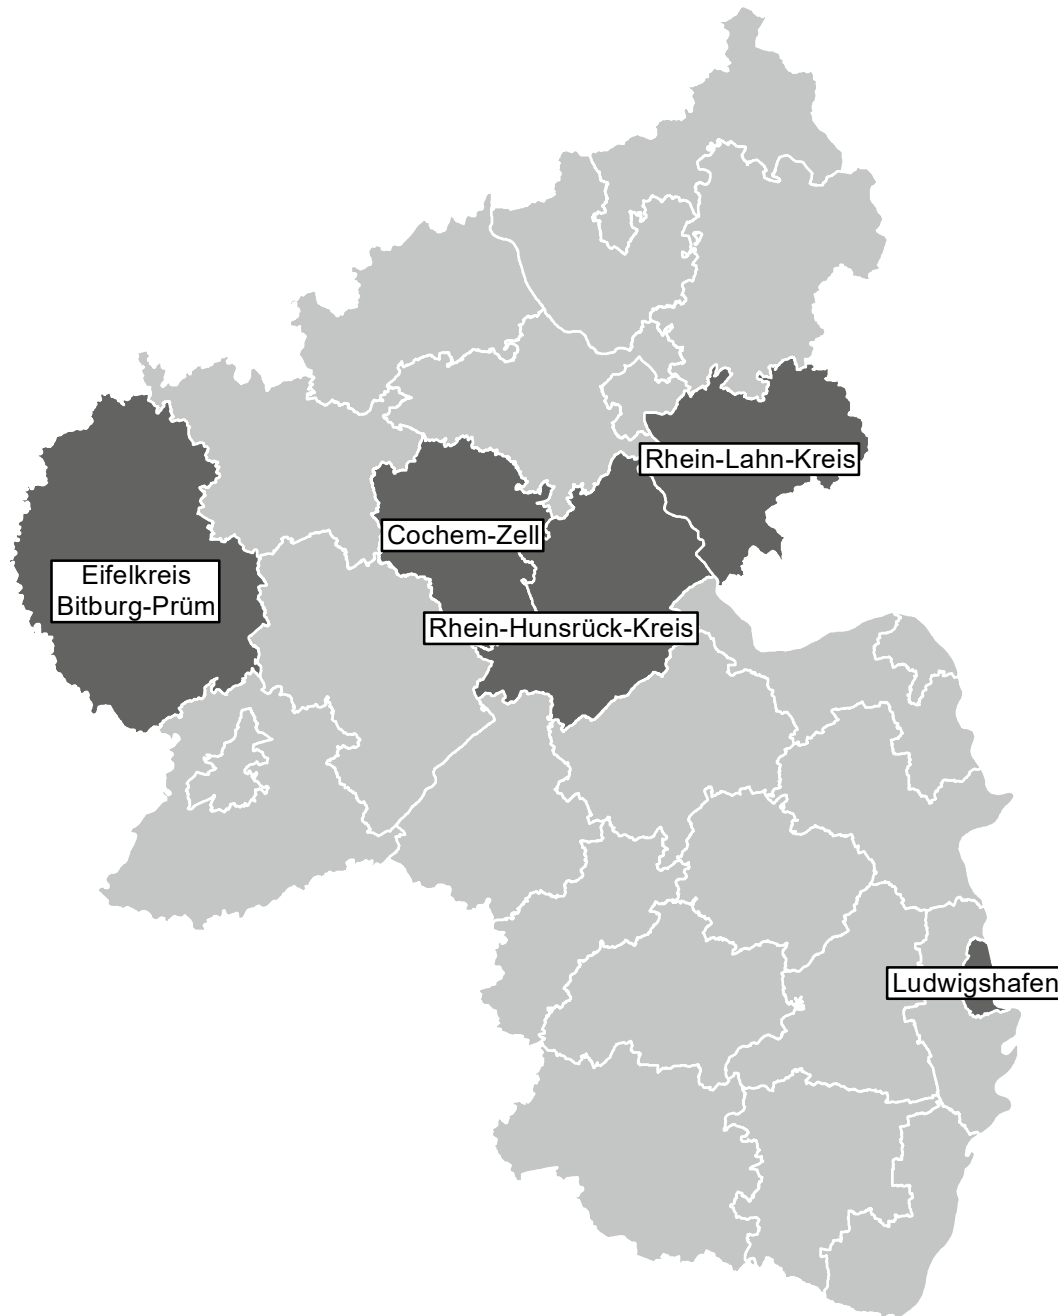 Rhein-Lahn-Kreis
Cochem-Zell
Eifelkreis
Bitburg-Prüm
Rhein-Hunsrück-Kreis
Ludwigshafen